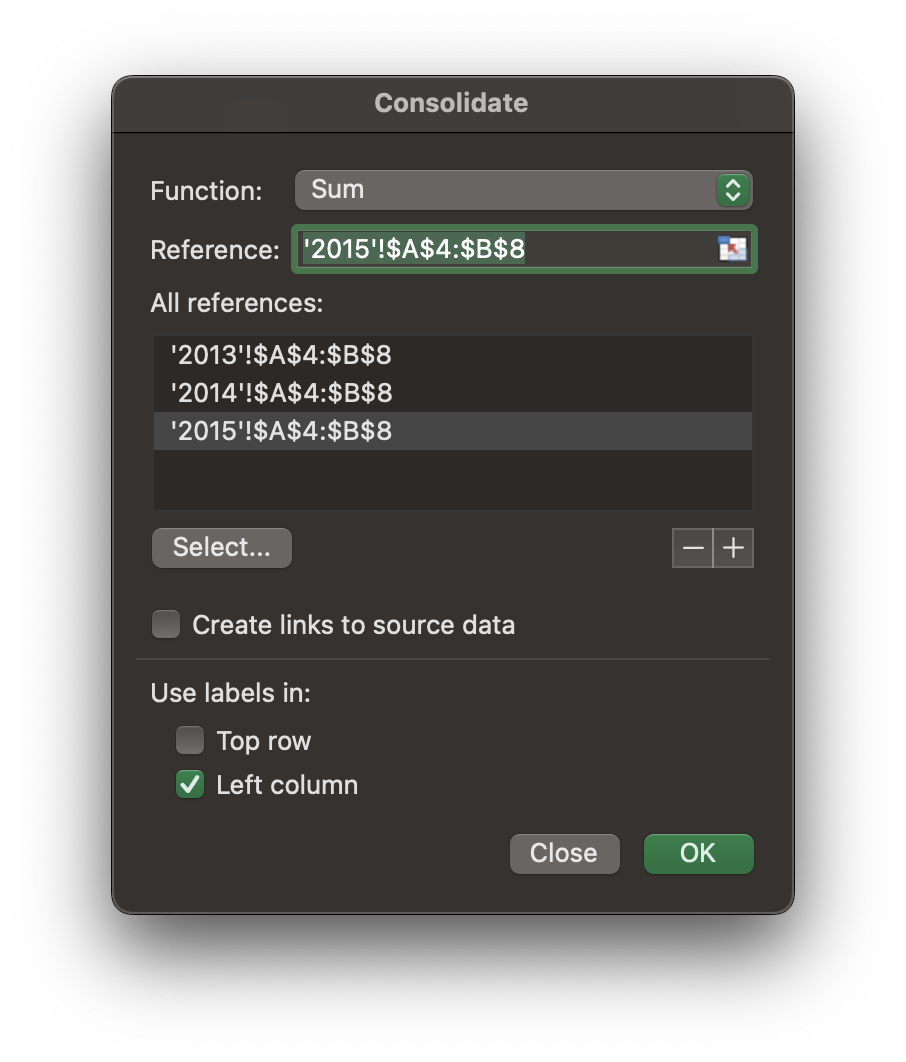 Consolidate
Function: Sum
Reference: '2015'!$A$4:$B$8
All references:
'2013'!$A$4:$B$8
'2014'!$A$4:$B$8
'2015'!$A$4:$B$8
Select...
Create links to source data
Use labels in:
Top row
Left column
Close OK